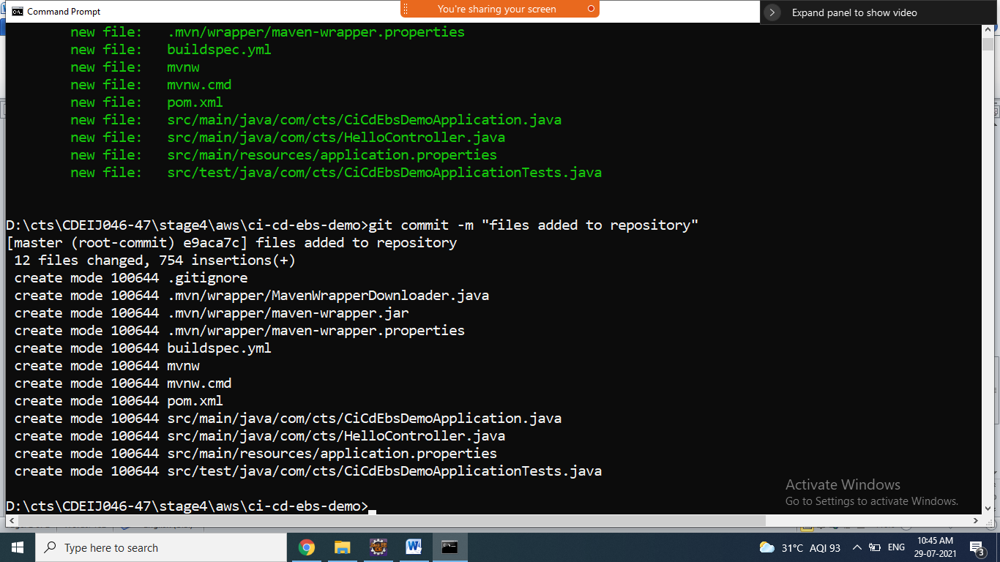 Command Prompt
You're sharing your screen
Expand panel to show video
new file:   .mvn/wrapper/maven-wrapper.properties
new file:   buildspec.yml
new file:   mvnw
new file:   mvnw.cmd
new file:   pom.xml
new file:   src/main/java/com/cts/CiCdEbsDemoApplication.java
new file:   src/main/java/com/cts/HelloController.java
new file:   src/main/resources/application.properties
new file:   src/test/java/com/cts/CiCdEbsDemoApplicationTests.java
D:\cts\CDEIJ046-47\stage4\aws\ci-cd-ebs-demo>git commit -m "files added to repository"
[master (root-commit) e9aca7c] files added to repository
 12 files changed, 754 insertions(+)
 create mode 100644 .gitignore
 create mode 100644 .mvn/wrapper/MavenWrapperDownloader.java
 create mode 100644 .mvn/wrapper/maven-wrapper.jar
 create mode 100644 .mvn/wrapper/maven-wrapper.properties
 create mode 100644 buildspec.yml
 create mode 100644 mvnw
 create mode 100644 mvnw.cmd
 create mode 100644 pom.xml
 create mode 100644 src/main/java/com/cts/CiCdEbsDemoApplication.java
 create mode 100644 src/main/java/com/cts/HelloController.java
 create mode 100644 src/main/resources/application.properties
 create mode 100644 src/test/java/com/cts/CiCdEbsDemoApplicationTests.java
D:\cts\CDEIJ046-47\stage4\aws\ci-cd-ebs-demo>
Activate Windows
Go to Settings to activate Windows.
Type here to search
31°C AQI 93
ENG
10:45 AM
29-07-2021
3